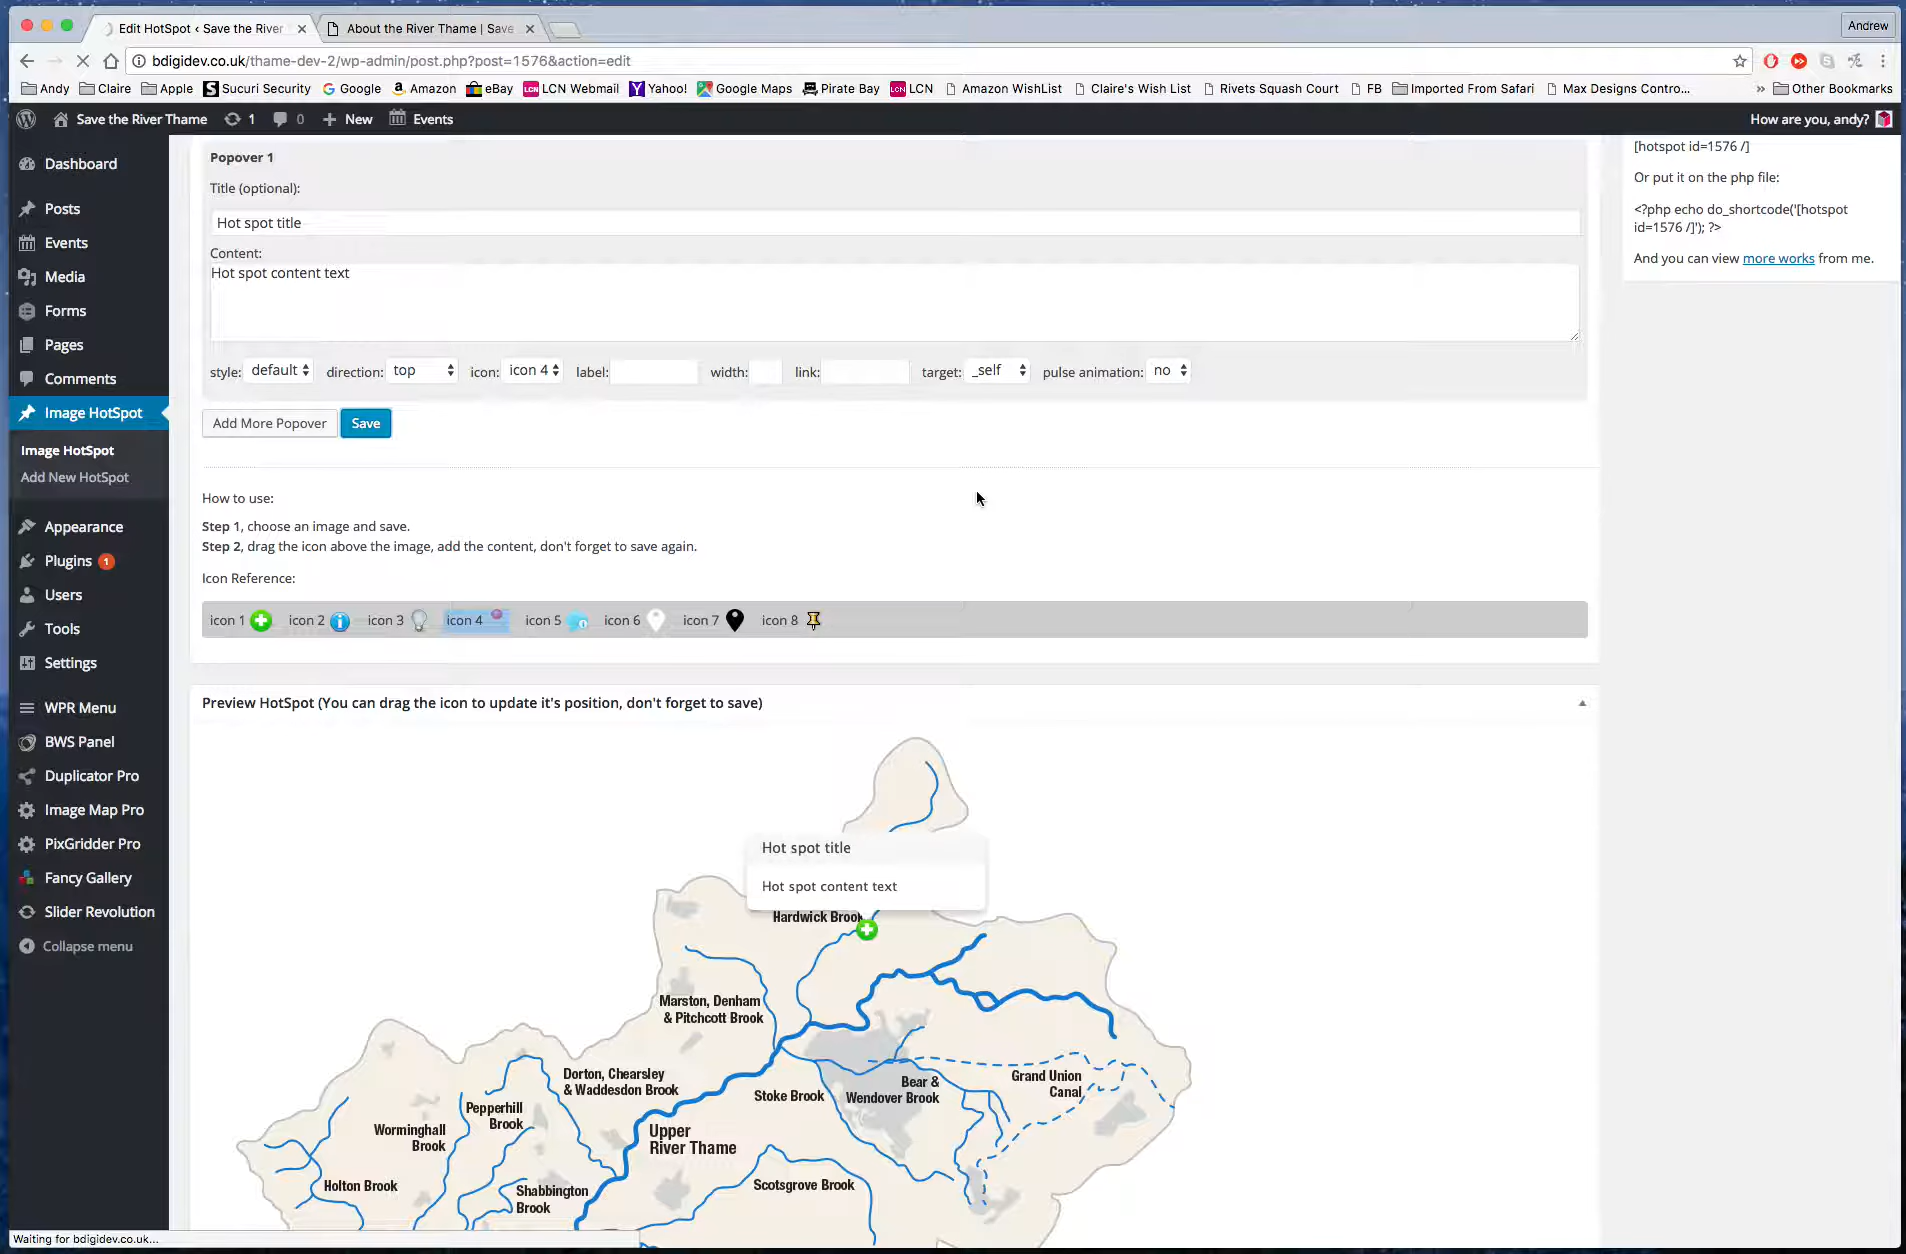 Edit HotSpot ‹ Save the River
About the River Thame | Save
Andrew
bdigidev.co.uk/thame-dev-2/wp-admin/post.php?post=1576&action=edit
Andy Claire Apple Sucuri Security Google Amazon eBay LCN Webmail Yahoo! Google Maps Pirate Bay LCN Amazon WishList Claire's Wish List Rivets Squash Court FB Imported From Safari Max Designs Contro... » Other Bookmarks
Save the River Thame 1 0 + New Events How are you, andy?
Dashboard
Posts
Events
Media
Forms
Pages
Comments
Image HotSpot
Image HotSpot
Add New HotSpot
Appearance
Plugins 1
Users
Tools
Settings
WPR Menu
BWS Panel
Duplicator Pro
Image Map Pro
PixGridder Pro
Fancy Gallery
Slider Revolution
Collapse menu
Popover 1
Title (optional):
Hot spot title
Content:
Hot spot content text
style: default direction: top icon: icon 4 label: width: link: target: _self pulse animation: no
Add More Popover Save
How to use:
Step 1, choose an image and save.
Step 2, drag the icon above the image, add the content, don't forget to save again.
Icon Reference:
icon 1 icon 2 icon 3 icon 4 icon 5 icon 6 icon 7 icon 8
[hotspot id=1576 /]
Or put it on the php file:
<?php echo do_shortcode('[hotspot
id=1576 /]'); ?>
And you can view more works from me.
Preview HotSpot (You can drag the icon to update it's position, don't forget to save)
Hot spot title
Hot spot content text
Hardwick Brook
Marston, Denham
& Pitchcott Brook
Dorton, Chearsley
& Waddesdon Brook
Stoke Brook
Bear &
Wendover Brook
Grand Union
Canal
Pepperhill
Brook
Worminghall
Brook
Upper
River Thame
Holton Brook
Shabbington
Brook
Scotsgrove Brook
Waiting for bdigidev.co.uk...